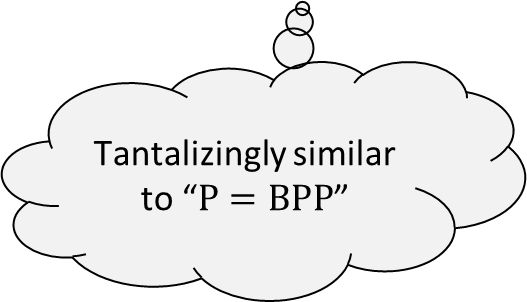 Tantalizingly similar
to “P = BPP”